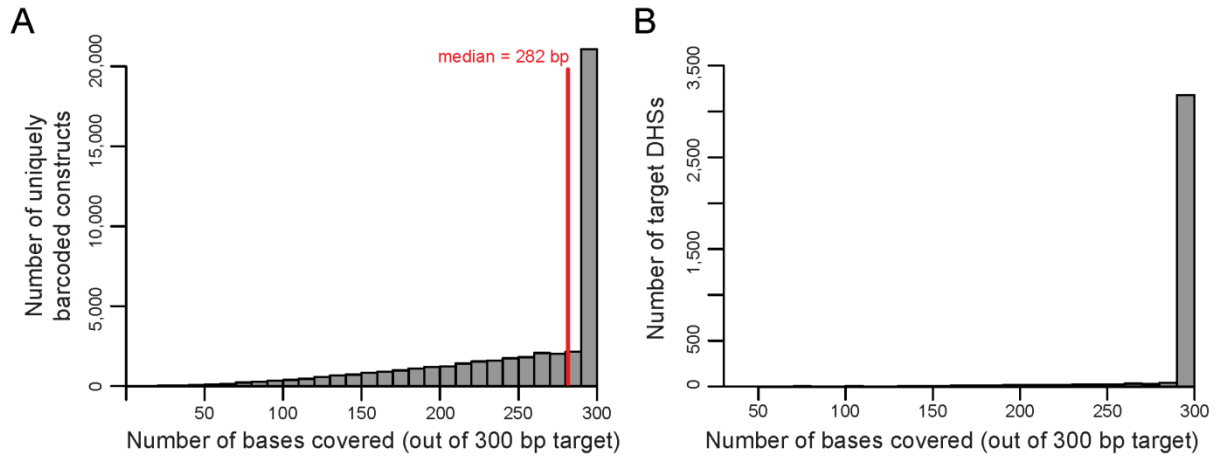 A
Number of uniquely
barcoded constructs
20,000
15,000
10,000
5,000
0
median = 282 bp
50
100
150
200
250
300
Number of bases covered (out of 300 bp target)
B
Number of target DHSs
3,500
2,500
1,500
500
0
50
100
150
200
250
300
Number of bases covered (out of 300 bp target)